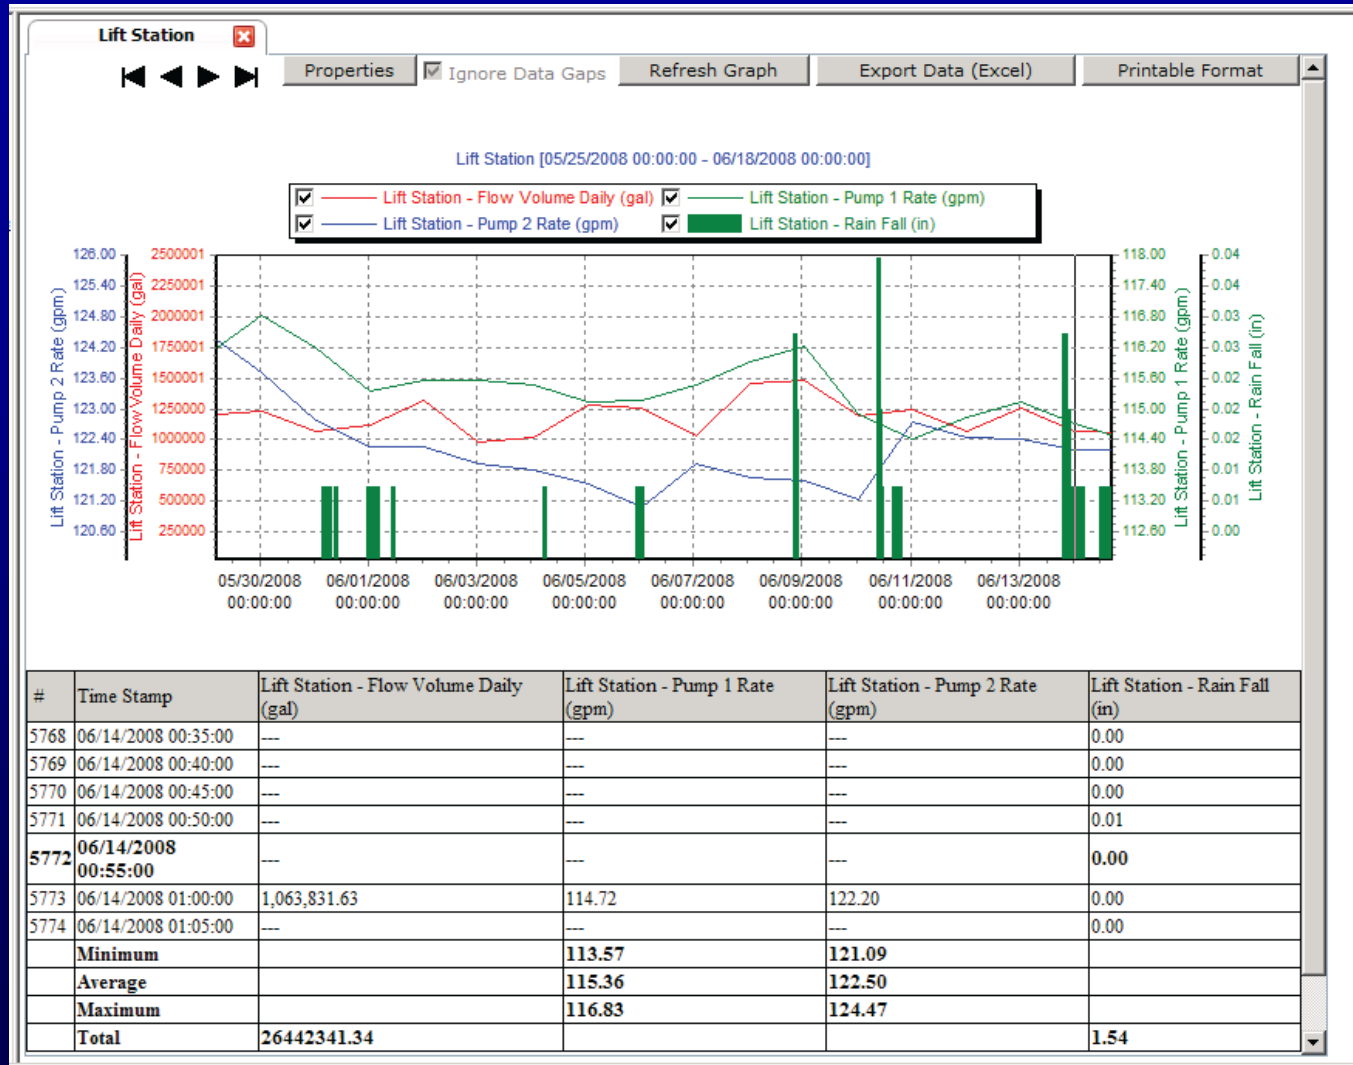 Lift Station
Properties Ignore Data Gaps Refresh Graph Export Data (Excel) Printable Format
Lift Station [05/25/2008 00:00:00 - 06/18/2008 00:00:00]
Lift Station - Flow Volume Daily (gal) Lift Station - Pump 1 Rate (gpm)
Lift Station - Pump 2 Rate (gpm) Lift Station - Rain Fall (in)
126.00 2500001 118.00 0.04
125.40 2250001 117.40 0.04
124.80 2000001 116.80 0.03
124.20 1750001 116.20 0.03
123.60 1500001 115.60 0.02
123.00 1250000 115.00 0.02
122.40 1000000 114.40 0.02
121.80 750000 113.80 0.01
121.20 500000 113.20 0.01
120.60 250000 112.60 0.00
Lift Station - Pump 2 Rate (gpm)
Lift Station - Flow Volume Daily (gal)
Lift Station - Pump 1 Rate (gpm)
Lift Station - Rain Fall (in)
05/30/2008 06/01/2008 06/03/2008 06/05/2008 06/07/2008 06/09/2008 06/11/2008 06/13/2008
00:00:00 00:00:00 00:00:00 00:00:00 00:00:00 00:00:00 00:00:00 00:00:00
# Time Stamp Lift Station - Flow Volume Daily (gal) Lift Station - Pump 1 Rate (gpm) Lift Station - Pump 2 Rate (gpm) Lift Station - Rain Fall (in)
5768 06/14/2008 00:35:00 --- --- --- 0.00
5769 06/14/2008 00:40:00 --- --- --- 0.00
5770 06/14/2008 00:45:00 --- --- --- 0.00
5771 06/14/2008 00:50:00 --- --- --- 0.01
5772 06/14/2008 00:55:00 --- --- --- 0.00
5773 06/14/2008 01:00:00 1,063,831.63 114.72 122.20 0.00
5774 06/14/2008 01:05:00 --- --- --- 0.00
Minimum 113.57 121.09
Average 115.36 122.50
Maximum 116.83 124.47
Total 26442341.34 1.54